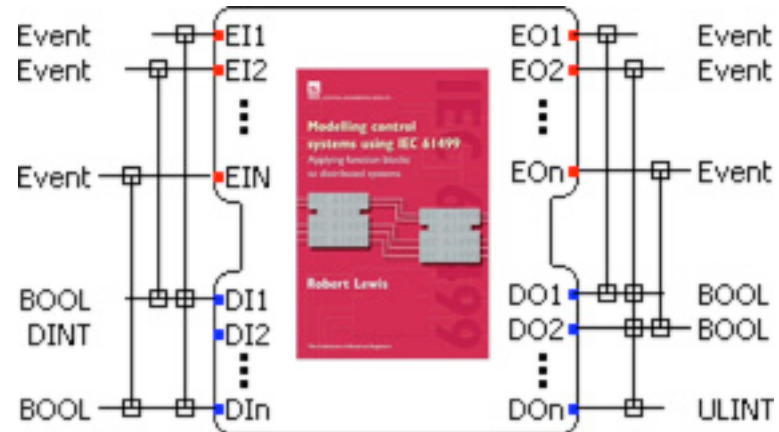 Event EI1 EO1 Event
Event EI2 EO2 Event
Modelling control
systems using IEC 61499
Applying function blocks
to distributed systems
IEC 61499
Event EIN EOn Event
Robert Lewis
BOOL DI1 DO1 BOOL
DINT DI2 DO2 BOOL
BOOL DIn DOn ULINT